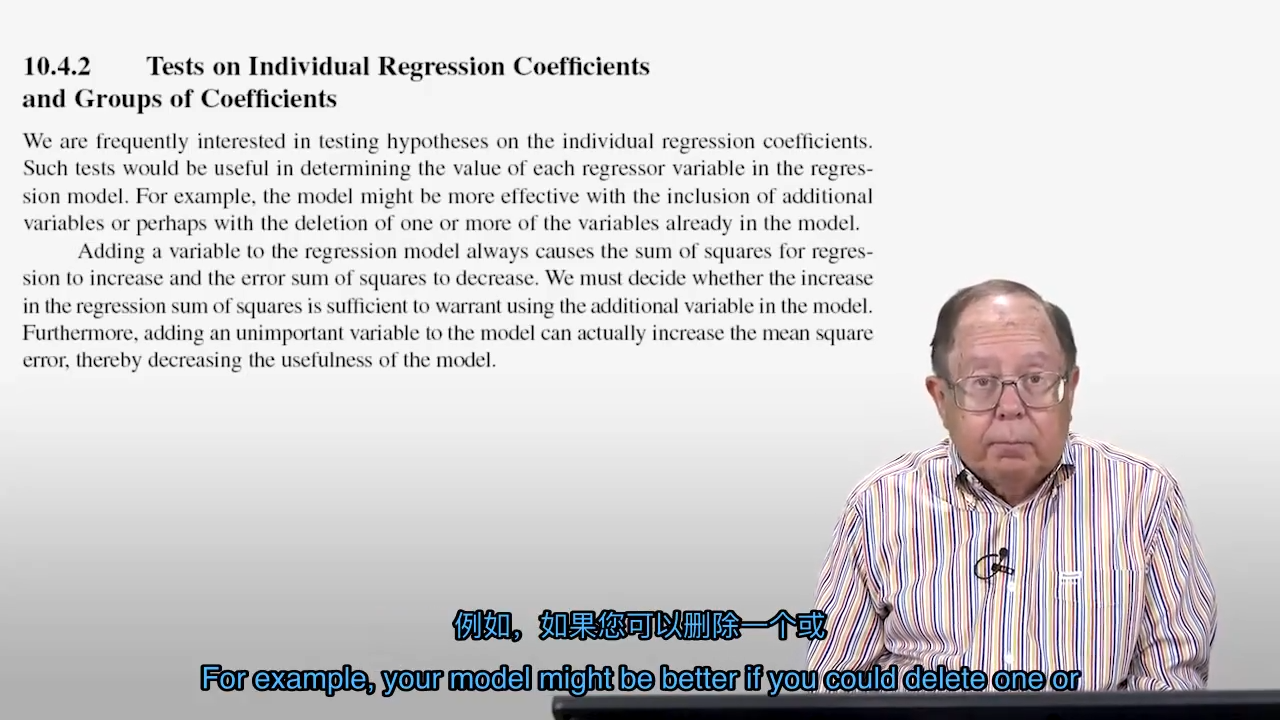 10.4.2 Tests on Individual Regression Coefficients
and Groups of Coefficients
We are frequently interested in testing hypotheses on the individual regression coefficients.
Such tests would be useful in determining the value of each regressor variable in the regres-
sion model. For example, the model might be more effective with the inclusion of additional
variables or perhaps with the deletion of one or more of the variables already in the model.
Adding a variable to the regression model always causes the sum of squares for regres-
sion to increase and the error sum of squares to decrease. We must decide whether the increase
in the regression sum of squares is sufficient to warrant using the additional variable in the model.
Furthermore, adding an unimportant variable to the model can actually increase the mean square
error, thereby decreasing the usefulness of the model.
例如，如果您可以删除一个或
For example, your model might be better if you could delete one or